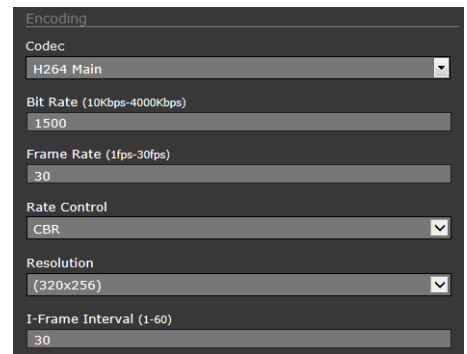 Encoding
Codec
H264 Main
Bit Rate (10Kbps-4000Kbps)
1500
Frame Rate (1fps-30fps)
30
Rate Control
CBR
Resolution
(320x256)
I-Frame Interval (1-60)
30